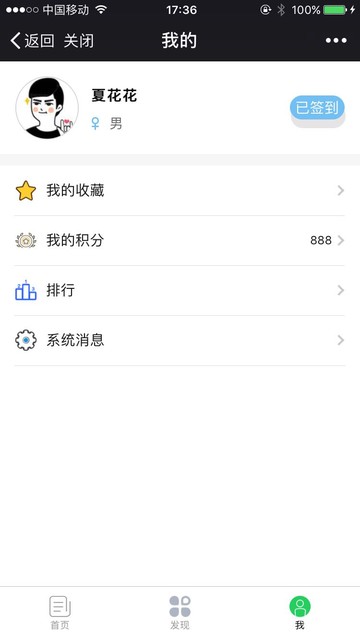 中国移动 17:36 100%
返回 关闭 我的
夏花花
男
已签到
我的收藏
我的积分 888
排行
系统消息
首页 发现 我